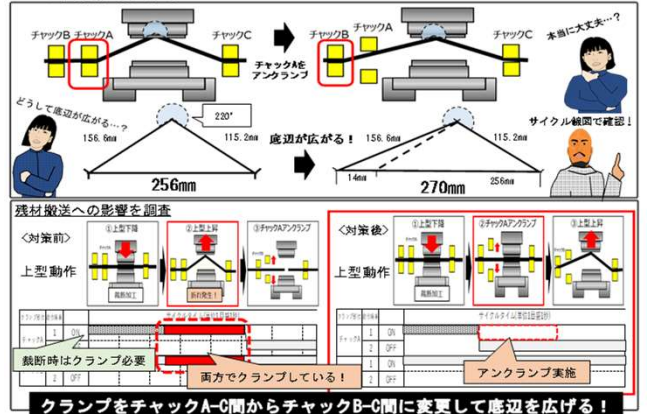 チャックB チャックA チャックC
チャックAを
アンクランプ
チャックB チャックA チャックC
本当に大丈夫…?
どうして底辺が広がる…?
サイクル線図で確認!
220°
156.6mm 115.2mm
256mm
底辺が広がる!
156.6mm 115.2mm
14mm 256mm
270mm
残材搬送への影響を調査
<対策前>
上型動作
①上型下降
②上型上昇
③チャックAアンクランプ
折れ発生!
<対策後>
上型動作
①上型下降
②チャックAアンクランプ
③上型上昇
1 ON
2 OFF
1 ON
2 OFF
裁断時はクランプ必要
両方でクランプしている!
アンクランプ実施
クランプをチャックA-C間からチャックB-C間に変更して底辺を広げる!